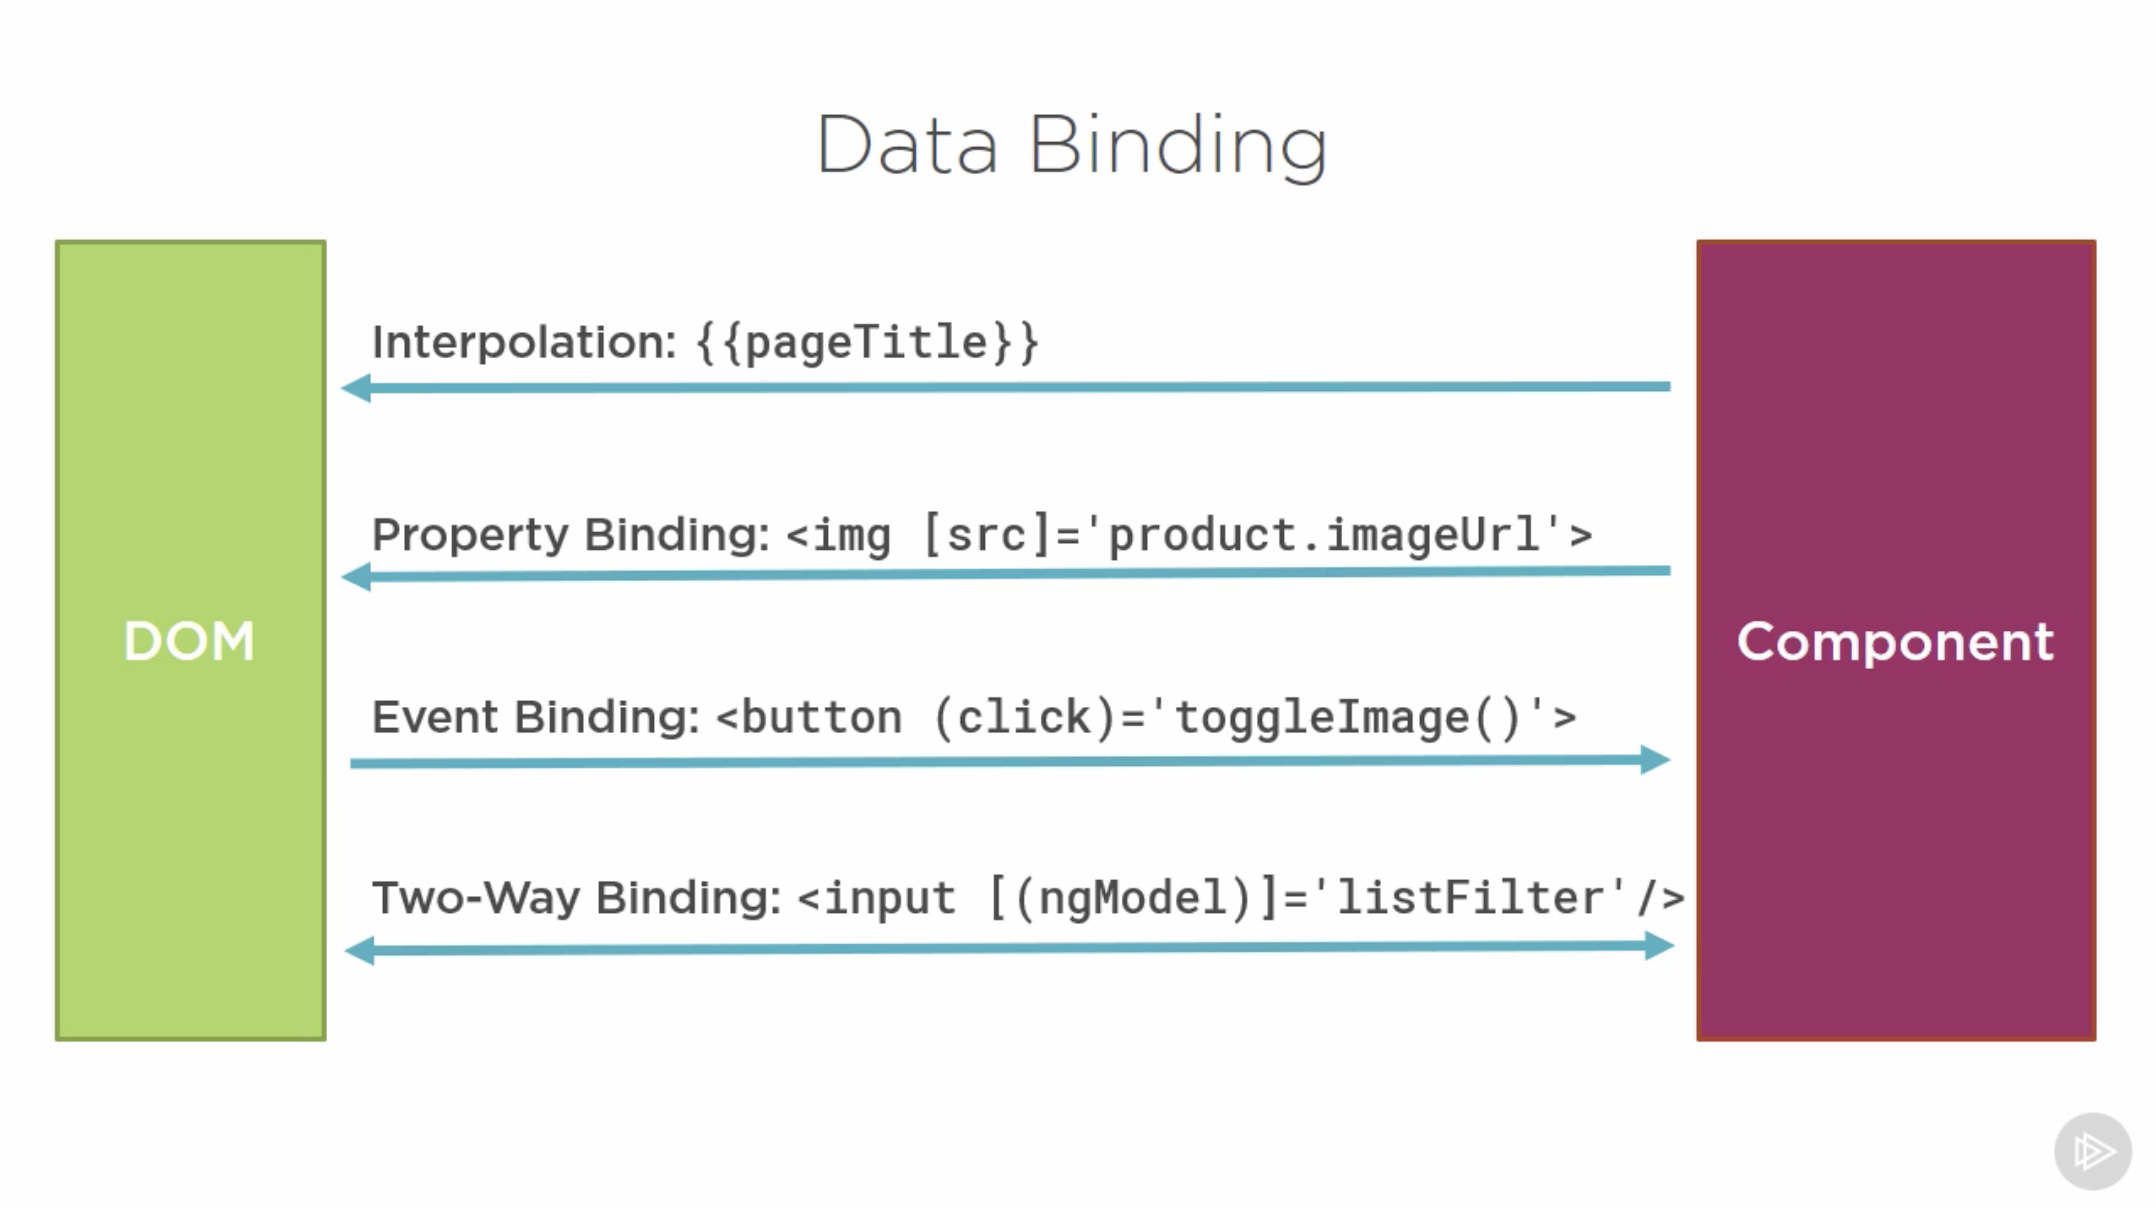 Data Binding
Interpolation: {{pageTitle}}
Property Binding: <img [src]='product.imageUrl'>
DOM
Component
Event Binding: <button (click)='toggleImage()'>
Two-Way Binding: <input [(ngModel)]='listFilter'/>